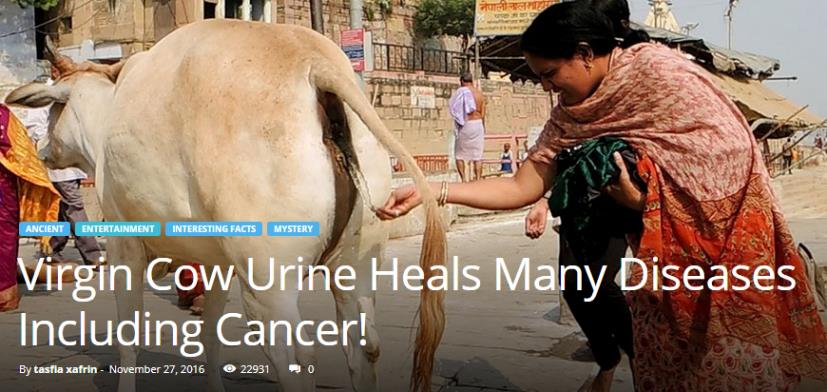 ANCIENT ENTERTAINMENT INTERESTING FACTS MYSTERY
Virgin Cow Urine Heals Many Diseases
Including Cancer!
By tasfia xafrin - November 27, 2016 22931 0